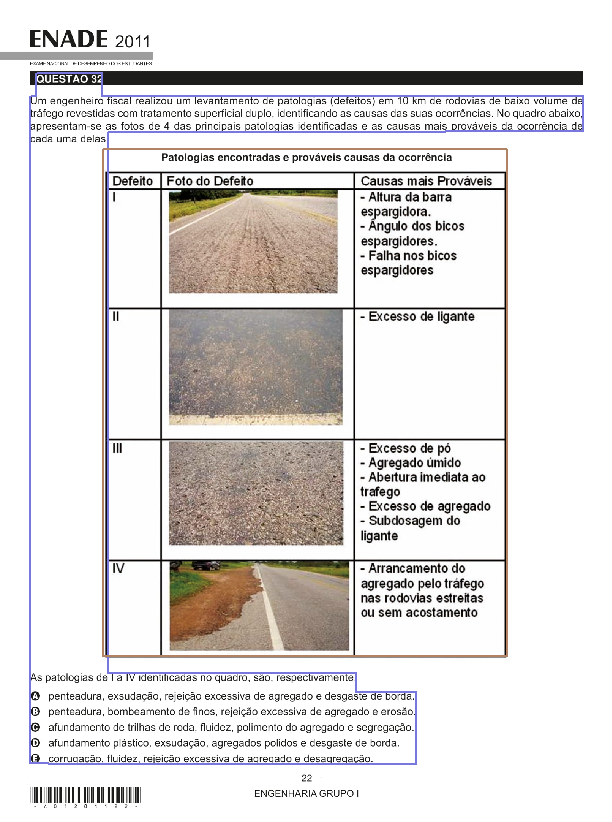 ENADE 2011
EXAME NACIONAL DE DESEMPENHO DOS ESTUDANTES
QUESTÃO 32
Um engenheiro fiscal realizou um levantamento de patologias (defeitos) em 10 km de rodovias de baixo volume de
tráfego revestidas com tratamento superficial duplo, identificando as causas das suas ocorrências. No quadro abaixo,
apresentam-se as fotos de 4 das principais patologias identificadas e as causas mais prováveis da ocorrência de
cada uma delas.
Patologias encontradas e prováveis causas da ocorrência
Defeito Foto do Defeito Causas mais Prováveis
I
- Altura da barra
espargidora.
- Ângulo dos bicos
espargidores.
- Falha nos bicos
espargidores
II
- Excesso de ligante
III
- Excesso de pó
- Agregado úmido
- Abertura imediata ao
trafego
- Excesso de agregado
- Subdosagem do
ligante
IV
- Arrancamento do
agregado pelo tráfego
nas rodovias estreitas
ou sem acostamento
As patologias de I a IV identificadas no quadro, são, respectivamente
A penteadura, exsudação, rejeição excessiva de agregado e desgaste de borda.
B penteadura, bombeamento de finos, rejeição excessiva de agregado e erosão.
C afundamento de trilhas de roda, fluidez, polimento do agregado e segregação.
D afundamento plástico, exsudação, agregados polidos e desgaste de borda.
E corrugação, fluidez, rejeição excessiva de agregado e desagregação.
22
ENGENHARIA GRUPO I